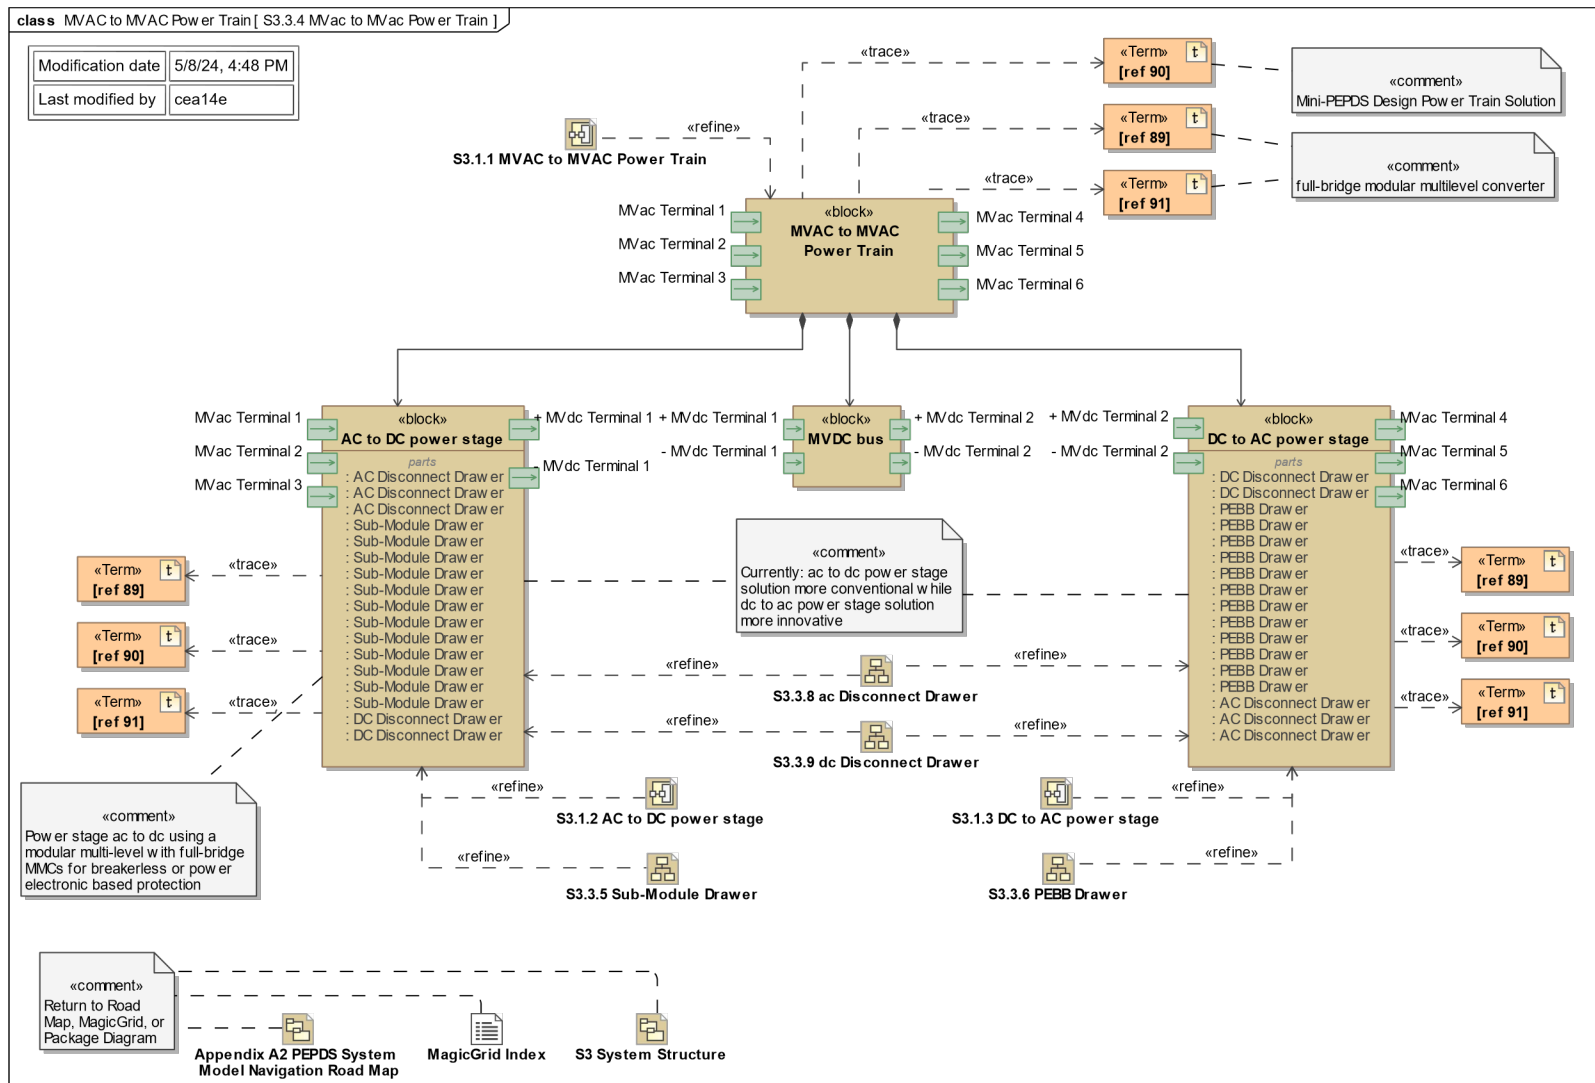 class MVAC to MVAC Power Train [ S3.3.4 MVac to MVac Power Train ]
Modification date 5/8/24, 4:48 PM
Last modified by cea14e
«trace»
«Term»
[ref 90]
«comment»
Mini-PEPDS Design Power Train Solution
«refine»
S3.1.1 MVAC to MVAC Power Train
«trace»
«Term»
[ref 89]
«trace»
«Term»
[ref 91]
«comment»
full-bridge modular multilevel converter
«block»
MVAC to MVAC
Power Train
MVac Terminal 1
MVac Terminal 2
MVac Terminal 3
MVac Terminal 4
MVac Terminal 5
MVac Terminal 6
MVac Terminal 1
MVac Terminal 2
MVac Terminal 3
«block»
AC to DC power stage
parts
: AC Disconnect Drawer
: AC Disconnect Drawer
: AC Disconnect Drawer
: Sub-Module Drawer
: Sub-Module Drawer
: Sub-Module Drawer
: Sub-Module Drawer
: Sub-Module Drawer
: Sub-Module Drawer
: Sub-Module Drawer
: Sub-Module Drawer
: Sub-Module Drawer
: Sub-Module Drawer
: Sub-Module Drawer
: Sub-Module Drawer
: DC Disconnect Drawer
: DC Disconnect Drawer
+ MVdc Terminal 1
- MVdc Terminal 1
+ MVdc Terminal 1
- MVdc Terminal 1
«block»
MVDC bus
+ MVdc Terminal 2
- MVdc Terminal 2
+ MVdc Terminal 2
- MVdc Terminal 2
«block»
DC to AC power stage
parts
: DC Disconnect Drawer
: DC Disconnect Drawer
: PEBB Drawer
: PEBB Drawer
: PEBB Drawer
: PEBB Drawer
: PEBB Drawer
: PEBB Drawer
: PEBB Drawer
: PEBB Drawer
: PEBB Drawer
: PEBB Drawer
: PEBB Drawer
: PEBB Drawer
: AC Disconnect Drawer
: AC Disconnect Drawer
: AC Disconnect Drawer
MVac Terminal 4
MVac Terminal 5
MVac Terminal 6
«Term»
[ref 89]
«trace»
«Term»
[ref 90]
«trace»
«Term»
[ref 91]
«trace»
«comment»
Currently: ac to dc power stage
solution more conventional while
dc to ac power stage solution
more innovative
«trace»
«Term»
[ref 89]
«trace»
«Term»
[ref 90]
«trace»
«Term»
[ref 91]
«refine»
«refine»
S3.3.8 ac Disconnect Drawer
«refine»
«refine»
S3.3.9 dc Disconnect Drawer
«comment»
Power stage ac to dc using a
modular multi-level with full-bridge
MMCs for breakerless or power
electronic based protection
«refine»
S3.1.2 AC to DC power stage
«refine»
S3.3.5 Sub-Module Drawer
«refine»
S3.1.3 DC to AC power stage
«refine»
S3.3.6 PEBB Drawer
«comment»
Return to Road
Map, MagicGrid, or
Package Diagram
Appendix A2 PEPDS System
Model Navigation Road Map
MagicGrid Index
S3 System Structure